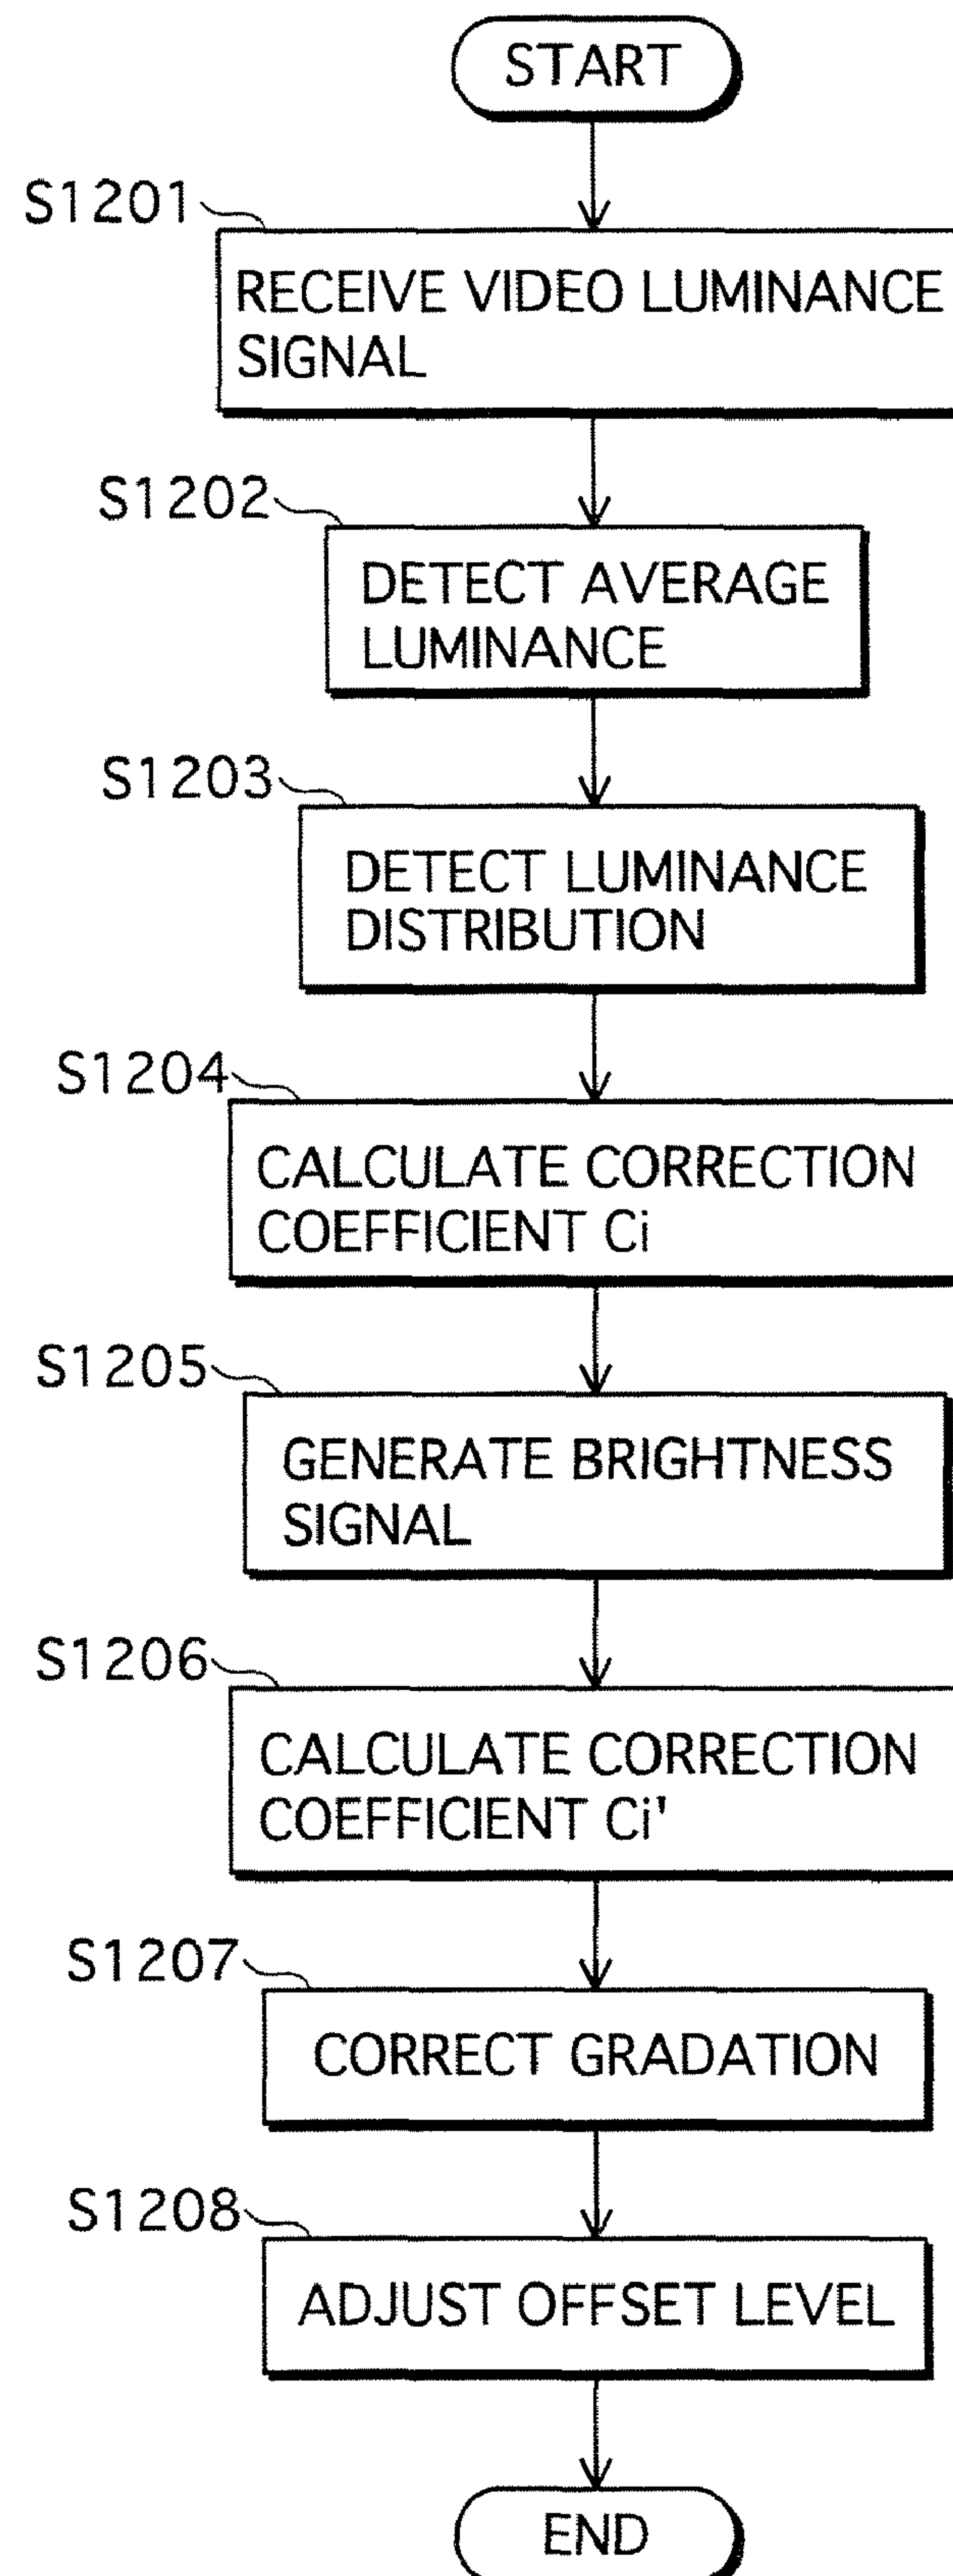 START
S1201
RECEIVE VIDEO LUMINANCE
SIGNAL
S1202
DETECT AVERAGE
LUMINANCE
S1203
DETECT LUMINANCE
DISTRIBUTION
S1204
CALCULATE CORRECTION
COEFFICIENT Ci
S1205
GENERATE BRIGHTNESS
SIGNAL
S1206
CALCULATE CORRECTION
COEFFICIENT Ci'
S1207
CORRECT GRADATION
S1208
ADJUST OFFSET LEVEL
END